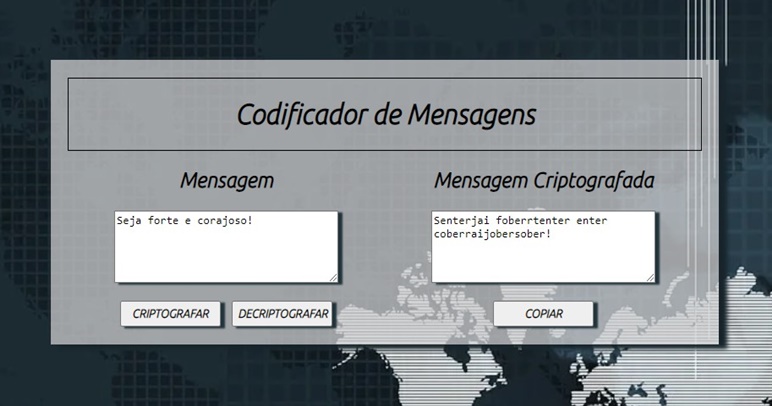 Codificador de Mensagens
Mensagem
Mensagem Criptografada
Seja forte e corajoso!
Senterjai foberrtenter enter
coberraijobersober!
CRIPTOGRAFAR
DECRIPTOGRAFAR
COPIAR